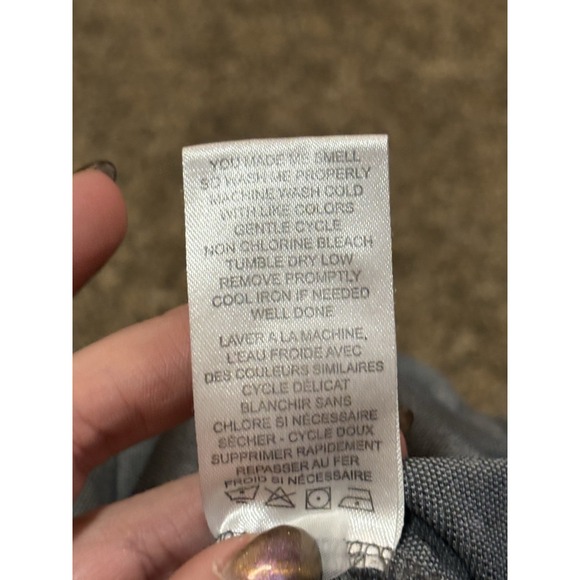 YOU MADE ME SMELL
SO WASH ME PROPERLY
MACHINE WASH COLD
WITH LIKE COLORS
GENTLE CYCLE
NON CHLORINE BLEACH
TUMBLE DRY LOW
REMOVE PROMPTLY
COOL IRON IF NEEDED
WELL DONE
LAVER A LA MACHINE,
L'EAU FROIDE AVEC
DES COULEURS SIMILAIRES
CYCLE DÉLICAT
BLANCHIR SANS
CHLORE SI NÉCESSAIRE
SÉCHER - CYCLE DOUX
SUPPRIMER RAPIDEMENT
REPASSER AU FER
FROID SI NÉCESSAIRE